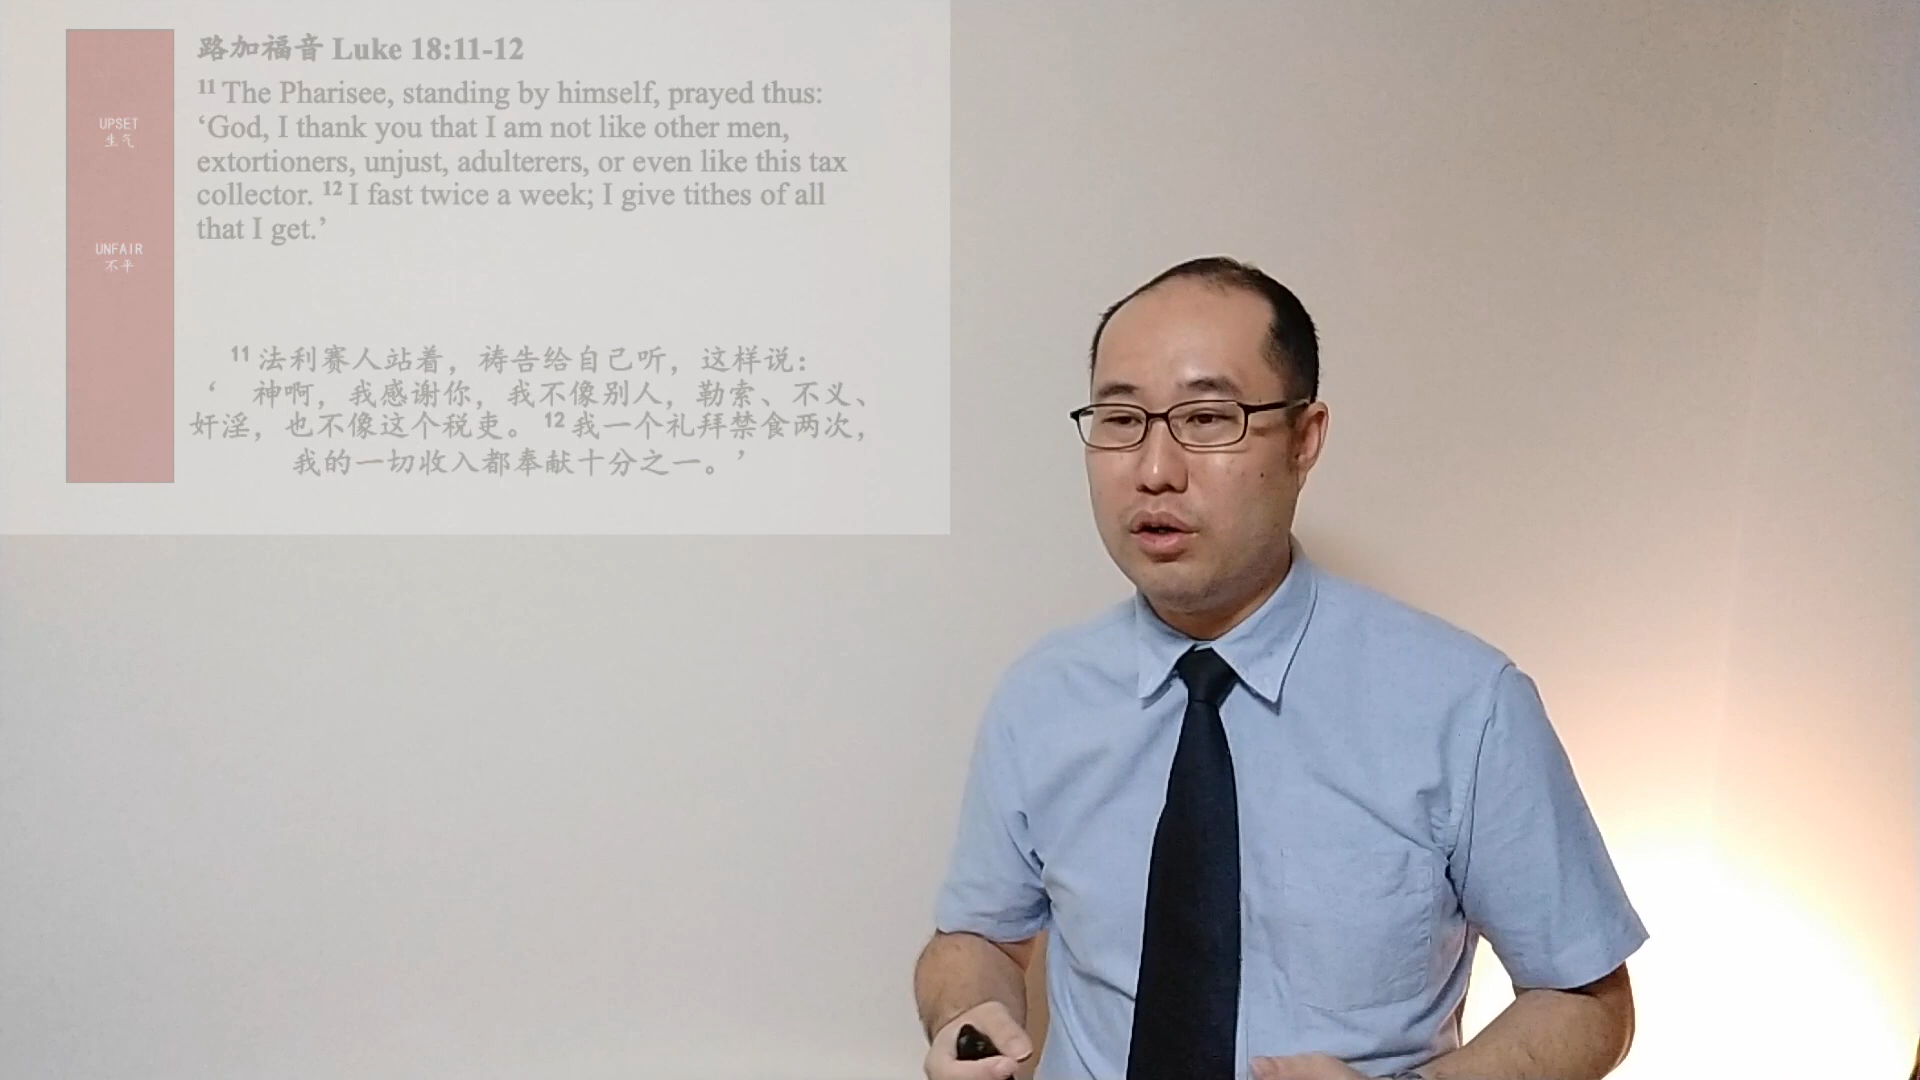 路加福音 Luke 18:11-12
11 The Pharisee, standing by himself, prayed thus:
‘God, I thank you that I am not like other men,
extortioners, unjust, adulterers, or even like this tax
collector. 12 I fast twice a week; I give tithes of all
that I get.’
UPSET
生气
UNFAIR
不平
11 法利赛人站着，祷告给自己听，这样说：
‘ 神啊，我感谢你，我不像别人，勒索、不义、
奸淫，也不像这个税吏。12 我一个礼拜禁食两次，
我的一切收入都奉献十分之一。’